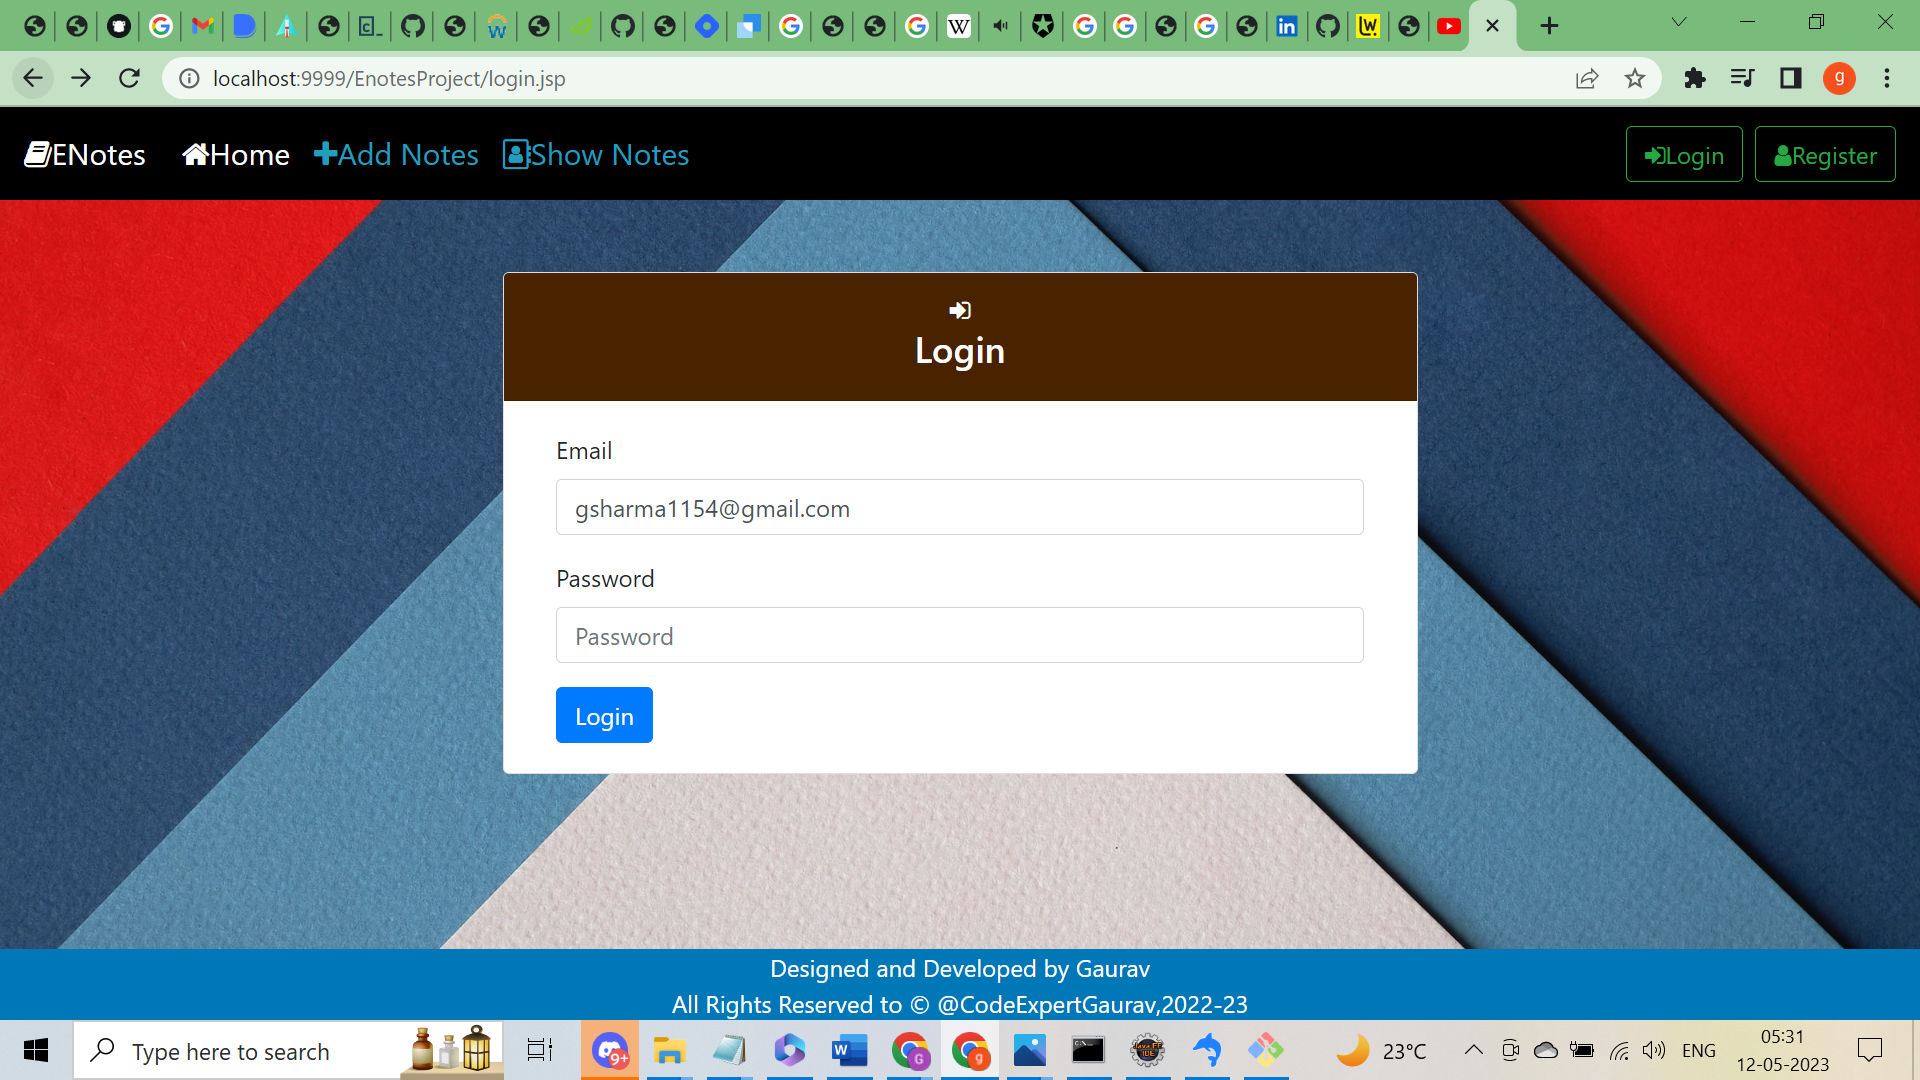 localhost:9999/EnotesProject/login.jsp
g
ENotes Home Add Notes Show Notes Login Register
Login
Email
gsharma1154@gmail.com
Password
Password
Login
Designed and Developed by Gaurav
All Rights Reserved to © @CodeExpertGaurav,2022-23
Type here to search
9+
W
G
g
23°C
ENG
05:31
12-05-2023